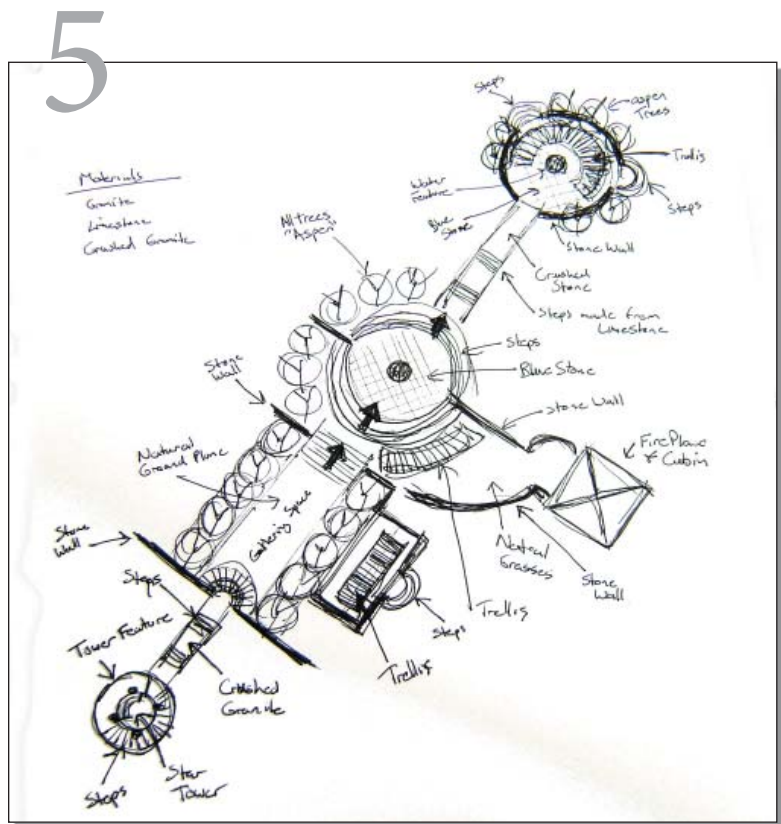 5
Steps
aspen
Trees
Trellis
Steps
Stone Wall
Water
Feature
Blue
Stone
Materials
Granite
Limestone
Crushed Granite
All trees
"Aspen"
Crushed
Stone
Steps made from
Limestone
Steps
Blue Stone
Stone Wall
Stone
Wall
Fire Place
& Cabin
Natural
Ground Plane
Gathering Space
Stone
Wall
Natural
Grasses
Stone
Wall
Steps
Trellis
Steps
Trellis
Tower Feature
Crushed
Granite
Steps
Star
Tower